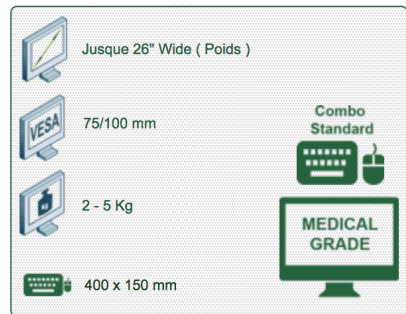 Jusque 26" Wide ( Poids )
VESA
75/100 mm
2 - 5 Kg
400 x 150 mm
Combo
Standard
MEDICAL
GRADE